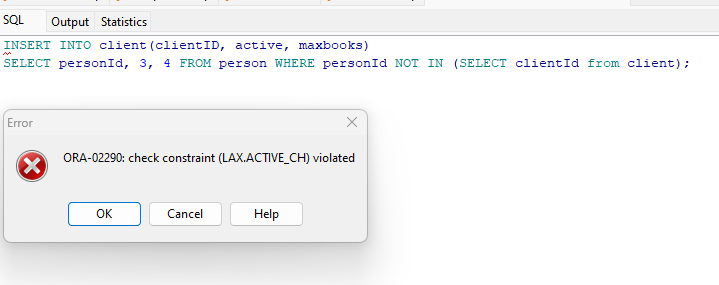 SQL Output Statistics
INSERT INTO client(clientID, active, maxbooks)
SELECT personId, 3, 4 FROM person WHERE personId NOT IN (SELECT clientId from client);
Error
ORA-02290: check constraint (LAX.ACTIVE_CH) violated
OK Cancel Help